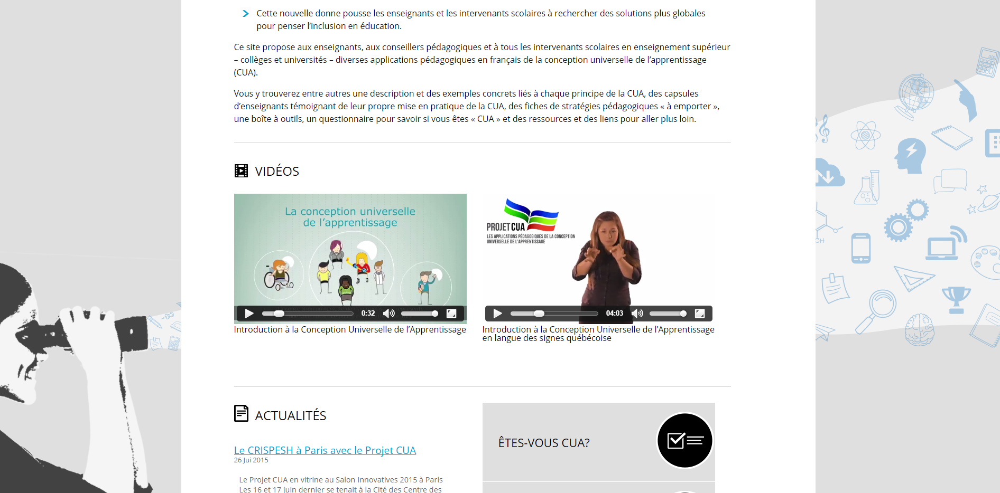 Cette nouvelle donne pousse les enseignants et les intervenants scolaires à rechercher des solutions plus globales
pour penser l’inclusion en éducation.
Ce site propose aux enseignants, aux conseillers pédagogiques et à tous les intervenants scolaires en enseignement supérieur
– collèges et universités – diverses applications pédagogiques en français de la conception universelle de l’apprentissage
(CUA).
Vous y trouverez entre autres une description et des exemples concrets liés à chaque principe de la CUA, des capsules
d’enseignants témoignant de leur propre mise en pratique de la CUA, des fiches de stratégies pédagogiques « à emporter »,
une boîte à outils, un questionnaire pour savoir si vous êtes « CUA » et des ressources et des liens pour aller plus loin.
VIDÉOS
La conception universelle
de l’apprentissage
0:32
Introduction à la Conception Universelle de l’Apprentissage
PROJET CUA
LES APPLICATIONS PÉDAGOGIQUES DE LA CONCEPTION
UNIVERSELLE DE L’APPRENTISSAGE
04:03
Introduction à la Conception Universelle de l’Apprentissage
en langue des signes québécoise
ACTUALITÉS
Le CRISPESH à Paris avec le Projet CUA
26 Jui 2015
Le Projet CUA en vitrine au Salon Innovatives 2015 à Paris
Les 16 et 17 juin dernier se tenait à la Cité des Centre des
ÊTES-VOUS CUA?
OH